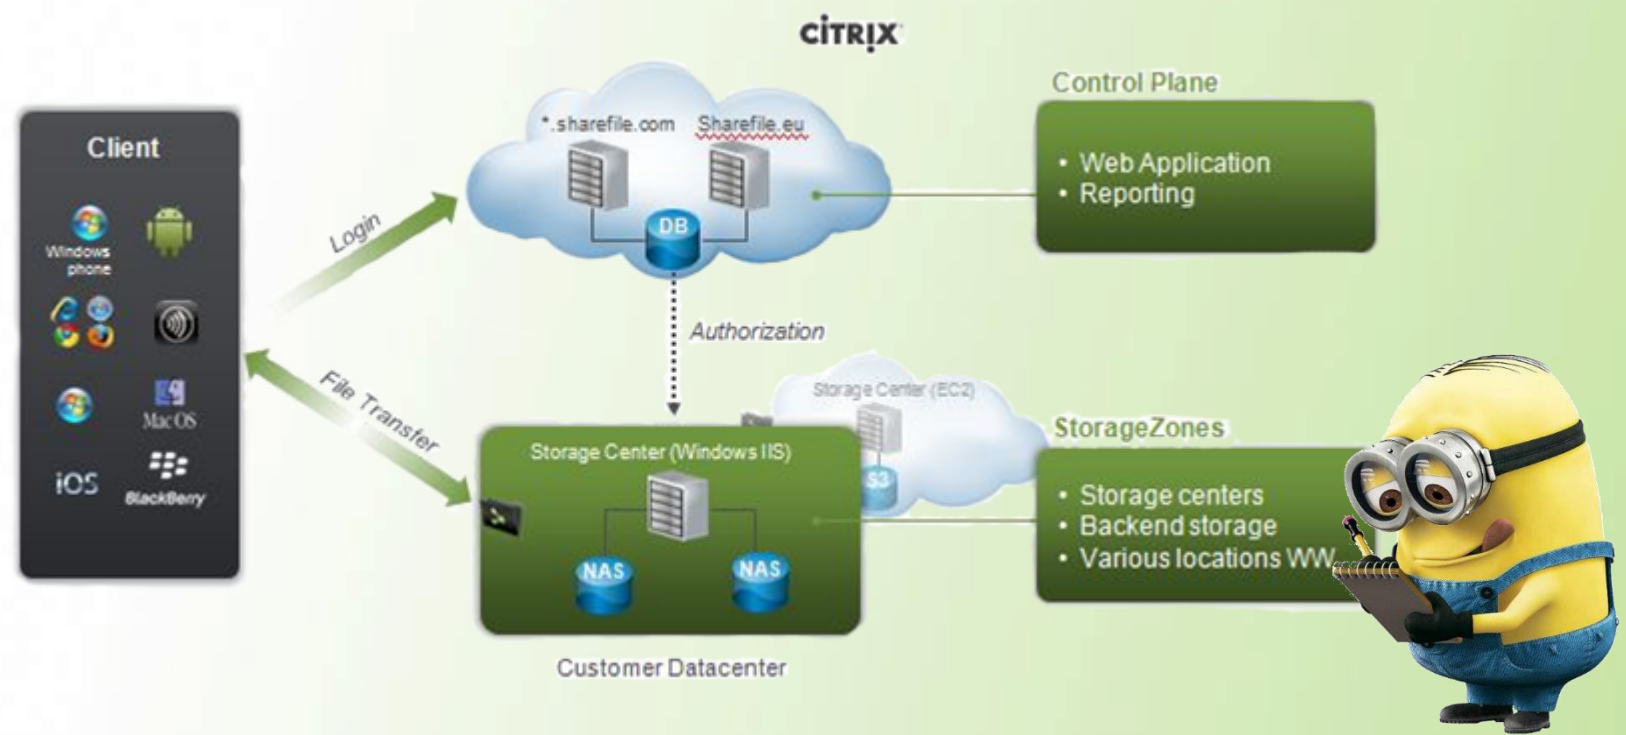 CİTRIX
Client
Windows
phone
Mac OS
iOS
BlackBerry
Login
File Transfer
*.sharefile.com
Sharefile.eu
DB
Authorization
Control Plane
• Web Application
• Reporting
Storage Center (EC2)
S3
Storage Center (Windows IIS)
NAS
NAS
Customer Datacenter
StorageZones
• Storage centers
• Backend storage
• Various locations WW